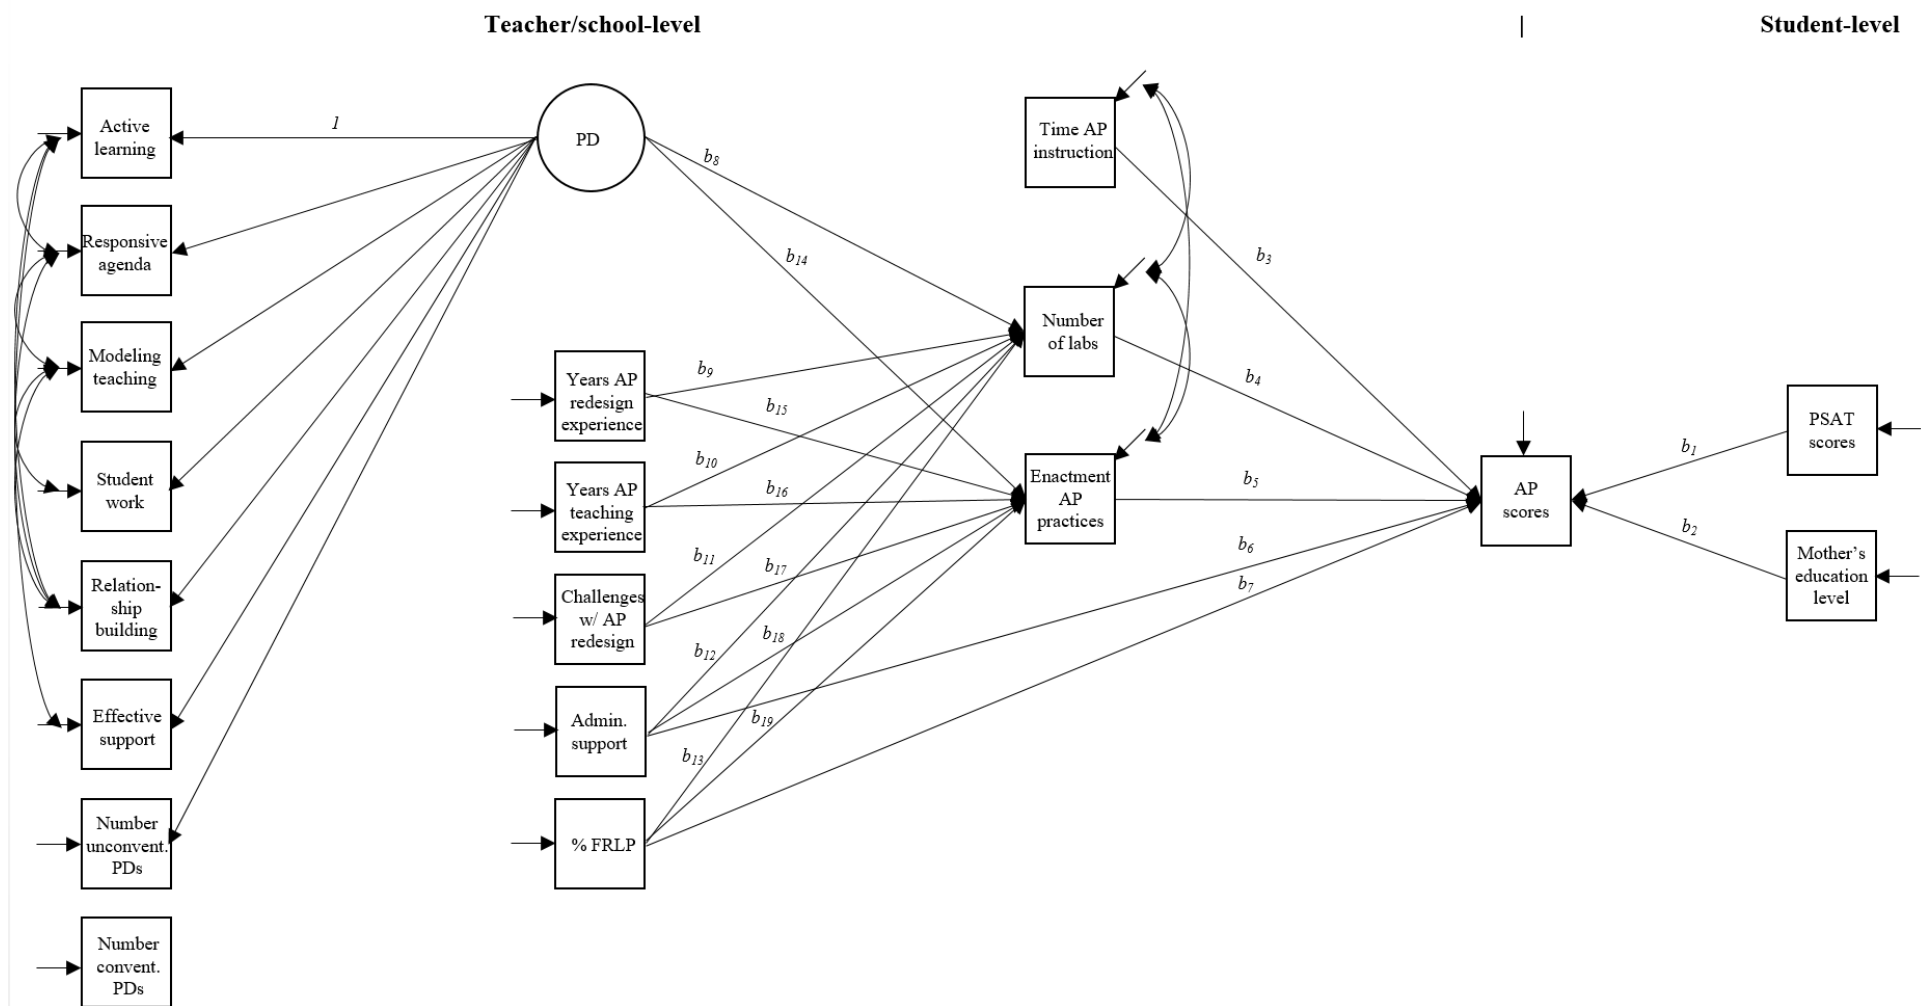 Teacher/school-level
|
Student-level
Active
learning
Responsive
agenda
Modeling
teaching
Student
work
Relation-
ship
building
Effective
support
Number
unconvent.
PDs
Number
convent.
PDs
1
PD
Years AP
redesign
experience
Years AP
teaching
experience
Challenges
w/ AP
redesign
Admin.
support
% FRLP
b8
b14
b9
b15
b10
b16
b11
b17
b12
b18
b13
b19
Time AP
instruction
Number
of labs
Enactment
AP
practices
b3
b4
b5
b6
b7
AP
scores
b1
b2
PSAT
scores
Mother's
education
level